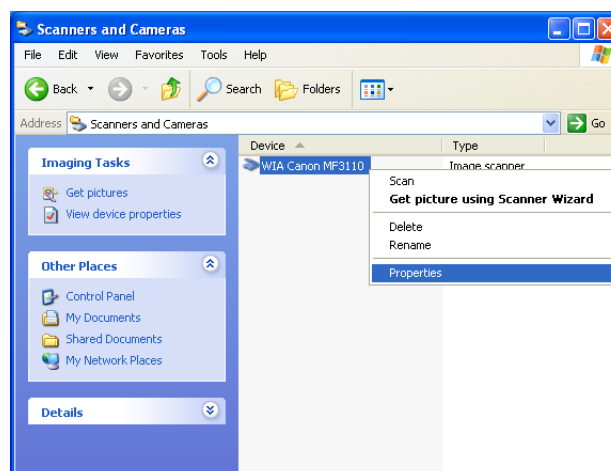 Scanners and Cameras
File Edit View Favorites Tools Help
Back Search Folders
Address Scanners and Cameras Go
Device Type
WIA Canon MF3110 Image scanner
Imaging Tasks
Get pictures
View device properties
Other Places
Control Panel
My Documents
Shared Documents
My Network Places
Details
Scan
Get picture using Scanner Wizard
Delete
Rename
Properties